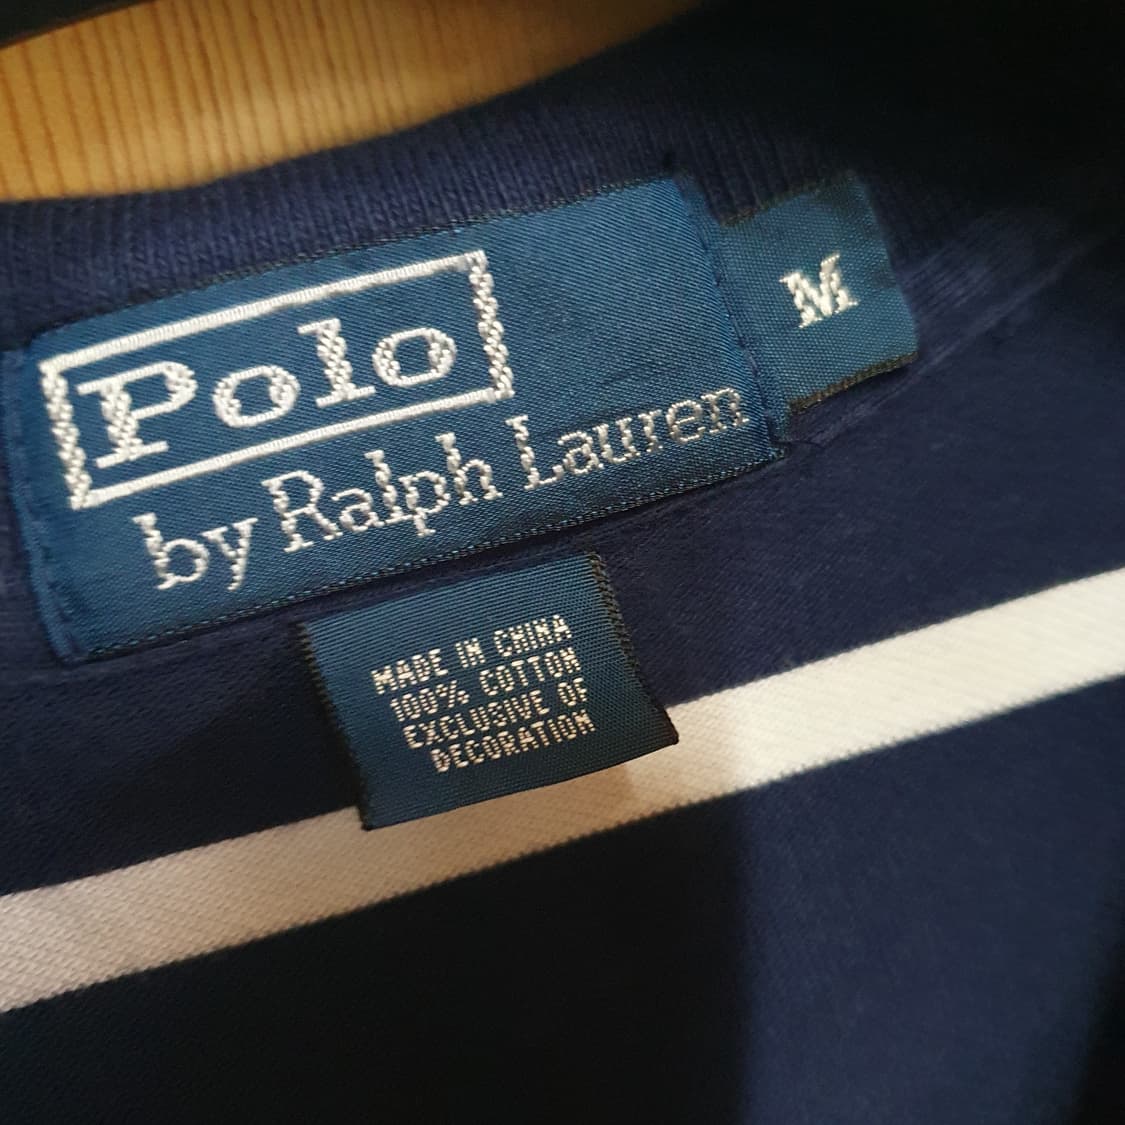 Polo
by Ralph Lauren
M
MADE IN CHINA
100% COTTON
EXCLUSIVE OF
DECORATION